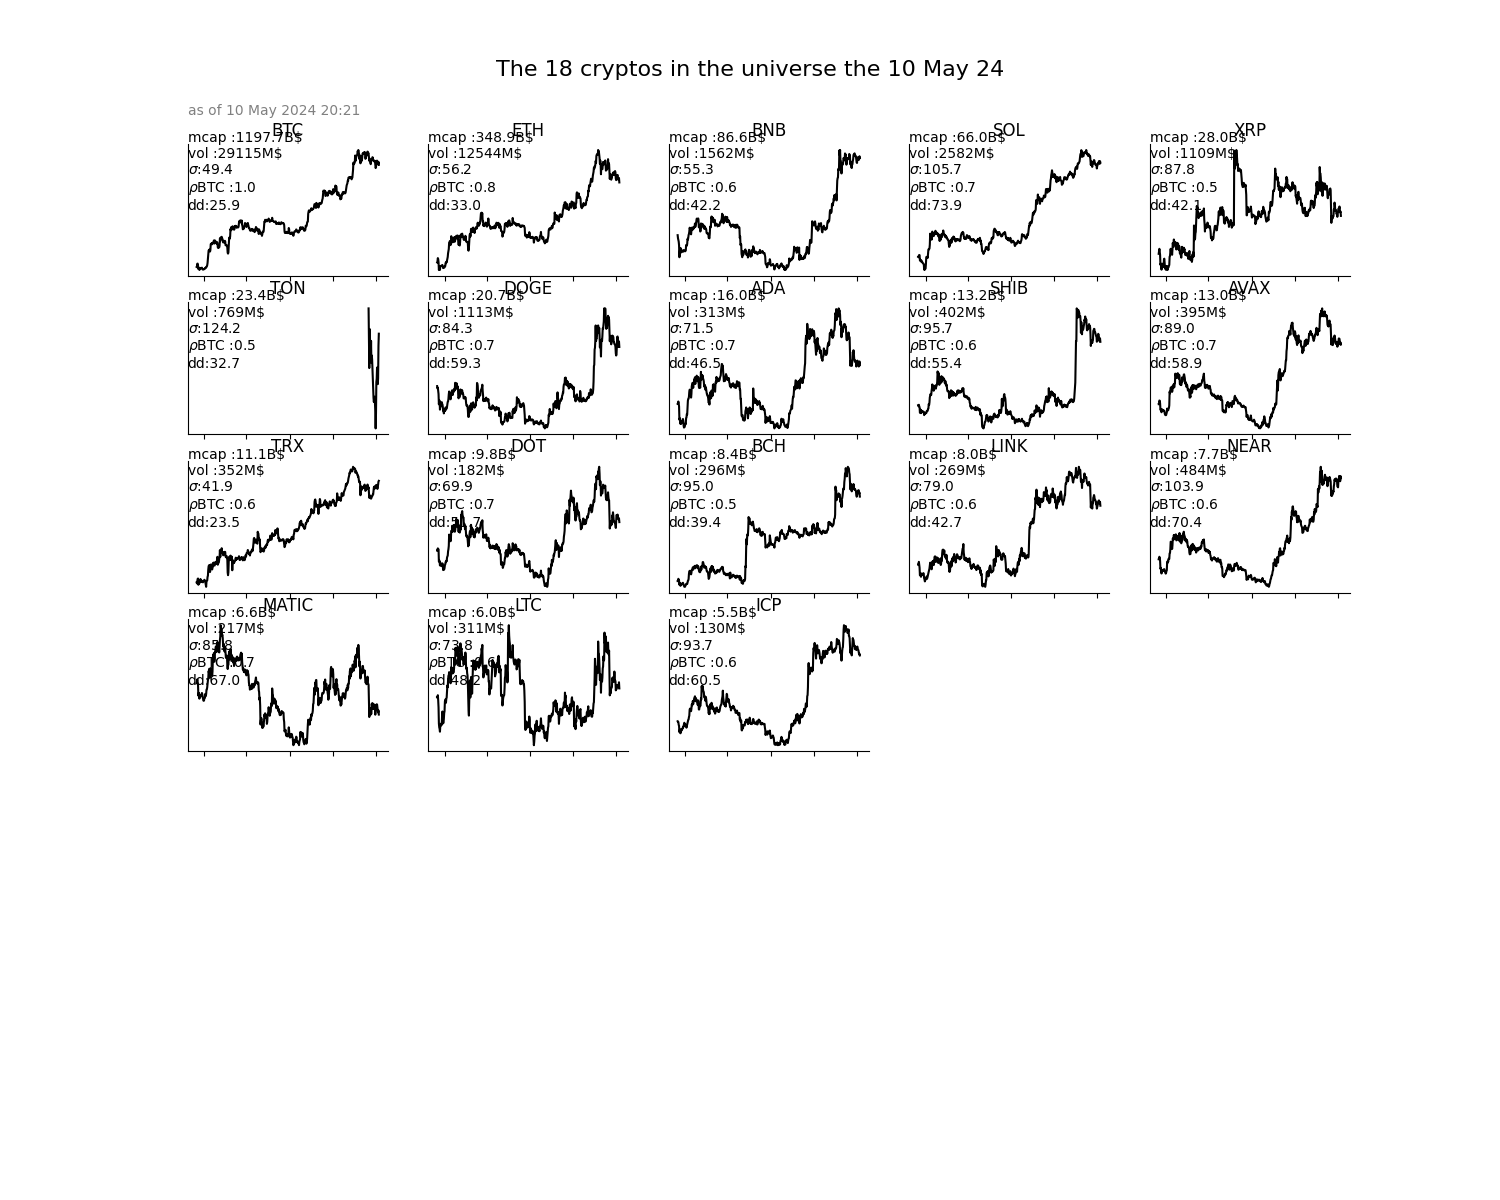 The 18 cryptos in the universe the 10 May 24
as of 10 May 2024 20:21
BTC
mcap :1197.7B$
vol :29115M$
σ:49.4
ρBTC :1.0
dd:25.9
ETH
mcap :348.9B$
vol :12544M$
σ:56.2
ρBTC :0.8
dd:33.0
BNB
mcap :86.6B$
vol :1562M$
σ:55.3
ρBTC :0.6
dd:42.2
SOL
mcap :66.0B$
vol :2582M$
σ:105.7
ρBTC :0.7
dd:73.9
XRP
mcap :28.0B$
vol :1109M$
σ:87.8
ρBTC :0.5
dd:42.1
TON
mcap :23.4B$
vol :769M$
σ:124.2
ρBTC :0.5
dd:32.7
DOGE
mcap :20.7B$
vol :1113M$
σ:84.3
ρBTC :0.7
dd:59.3
ADA
mcap :16.0B$
vol :313M$
σ:71.5
ρBTC :0.7
dd:46.5
SHIB
mcap :13.2B$
vol :402M$
σ:95.7
ρBTC :0.6
dd:55.4
AVAX
mcap :13.0B$
vol :395M$
σ:89.0
ρBTC :0.7
dd:58.9
TRX
mcap :11.1B$
vol :352M$
σ:41.9
ρBTC :0.6
dd:23.5
DOT
mcap :9.8B$
vol :182M$
σ:69.9
ρBTC :0.7
BCH
mcap :8.4B$
vol :296M$
σ:95.0
ρBTC :0.5
dd:39.4
LINK
mcap :8.0B$
vol :269M$
σ:79.0
ρBTC :0.6
dd:42.7
NEAR
mcap :7.7B$
vol :484M$
σ:103.9
ρBTC :0.6
dd:70.4
MATIC
mcap :6.6B$
vol :217M$
σ:85.8
ρBTC :0.7
dd:67.0
LTC
mcap :6.0B$
vol :311M$
σ:73.8
ρBTC :0.6
dd:48.2
ICP
mcap :5.5B$
vol :130M$
σ:93.7
ρBTC :0.6
dd:60.5